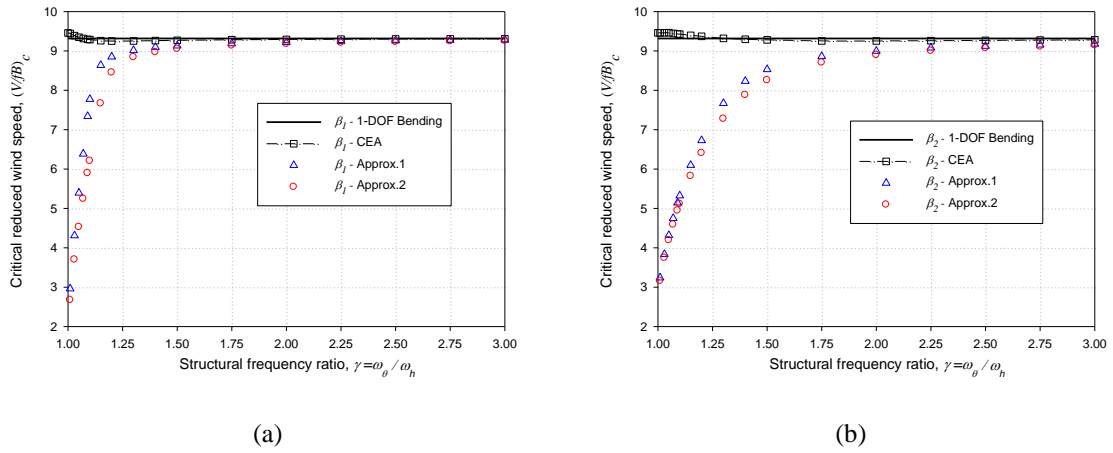 10
9
8
7
6
5
4
3
2
Critical reduced wind speed, (V/fB)c
β1 - 1-DOF Bending
β1 - CEA
β1 - Approx.1
β1 - Approx.2
1.00 1.25 1.50 1.75 2.00 2.25 2.50 2.75 3.00
Structural frequency ratio, γ=ωθ/ωh
(a)
10
9
8
7
6
5
4
3
2
Critical reduced wind speed, (V/fB)c
β2 - 1-DOF Bending
β2 - CEA
β2 - Approx.1
β2 - Approx.2
1.00 1.25 1.50 1.75 2.00 2.25 2.50 2.75 3.00
Structural frequency ratio, γ=ωθ/ωh
(b)